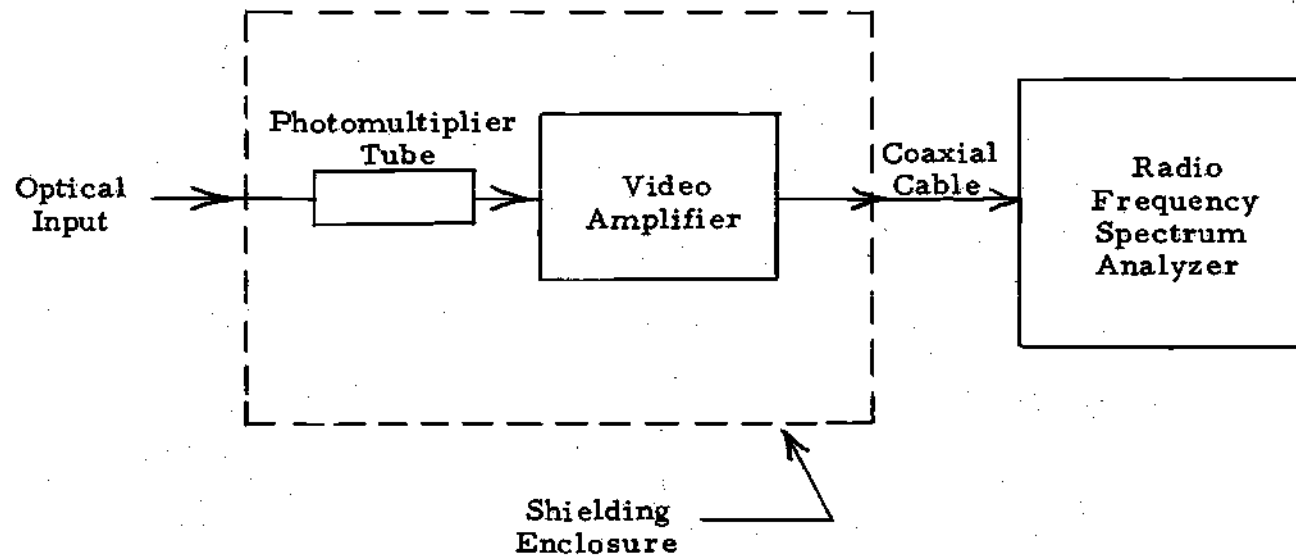 Optical
Input
Photomultiplier
Tube
Video
Amplifier
Coaxial
Cable
Radio
Frequency
Spectrum
Analyzer
Shielding
Enclosure